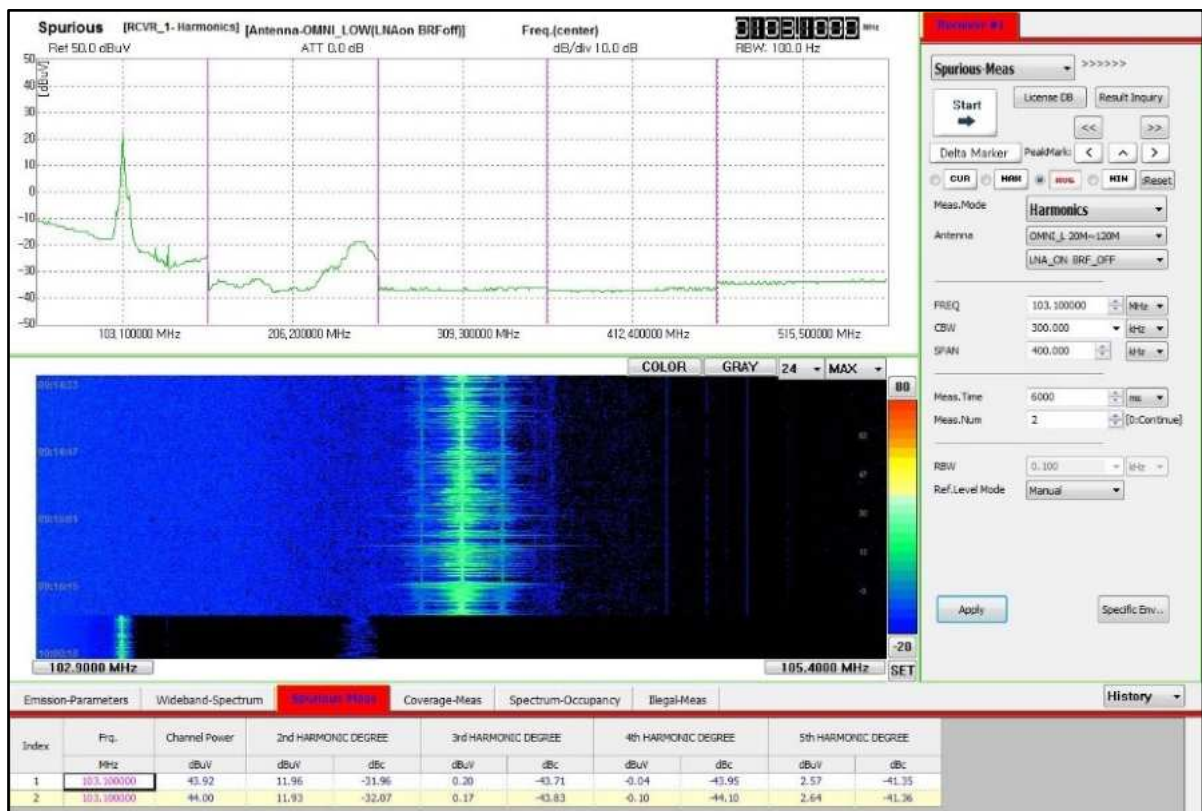 Spurious [RCVR_1-Harmonics] [Antenna-OMNI_LOW(LNAon BRFoff)] Freq.(center) 0103.1000 MHz
Ref 50.0 dBuV ATT 0.0 dB dB/div 10.0 dB RBW: 100.0 Hz
[dBuV]
50
40
30
20
10
0
-10
-20
-30
-40
-50
103,100000 MHz 206,200000 MHz 309,300000 MHz 412,400000 MHz 515,500000 MHz
COLOR GRAY 24 MAX
80
-20
102.9000 MHz 105.4000 MHz SET
Receiver #1
Spurious-Meas >>>>>>
Start License DB Result Inquiry
<< >>
Delta Marker PeakMark: < ^ >
CUR MAX AVG MIN :Reset
Meas.Mode Harmonics
Antenna OMNI_L 20M~120M
LNA_ON BRF_OFF
FREQ 103.100000 MHz
CBW 300.000 kHz
SPAN 400.000 kHz
Meas.Time 6000 ms
Meas.Num 2 [0:Continue]
RBW 0.100 kHz
Ref.Level Mode Manual
Apply Specific Env..
Emission-Parameters Wideband-Spectrum Spurious-Meas Coverage-Meas Spectrum-Occupancy Illegal-Meas History
Index Frq. Channel Power 2nd HARMONIC DEGREE 3rd HARMONIC DEGREE 4th HARMONIC DEGREE 5th HARMONIC DEGREE
MHz dBuV dBuV dBc dBuV dBc dBuV dBc dBuV dBc
1 103.100000 43.92 11.96 -31.96 0.20 -43.71 -0.04 -43.95 2.57 -41.35
2 103.100000 44.00 11.93 -32.07 0.17 -43.83 -0.10 -44.10 2.64 -41.36